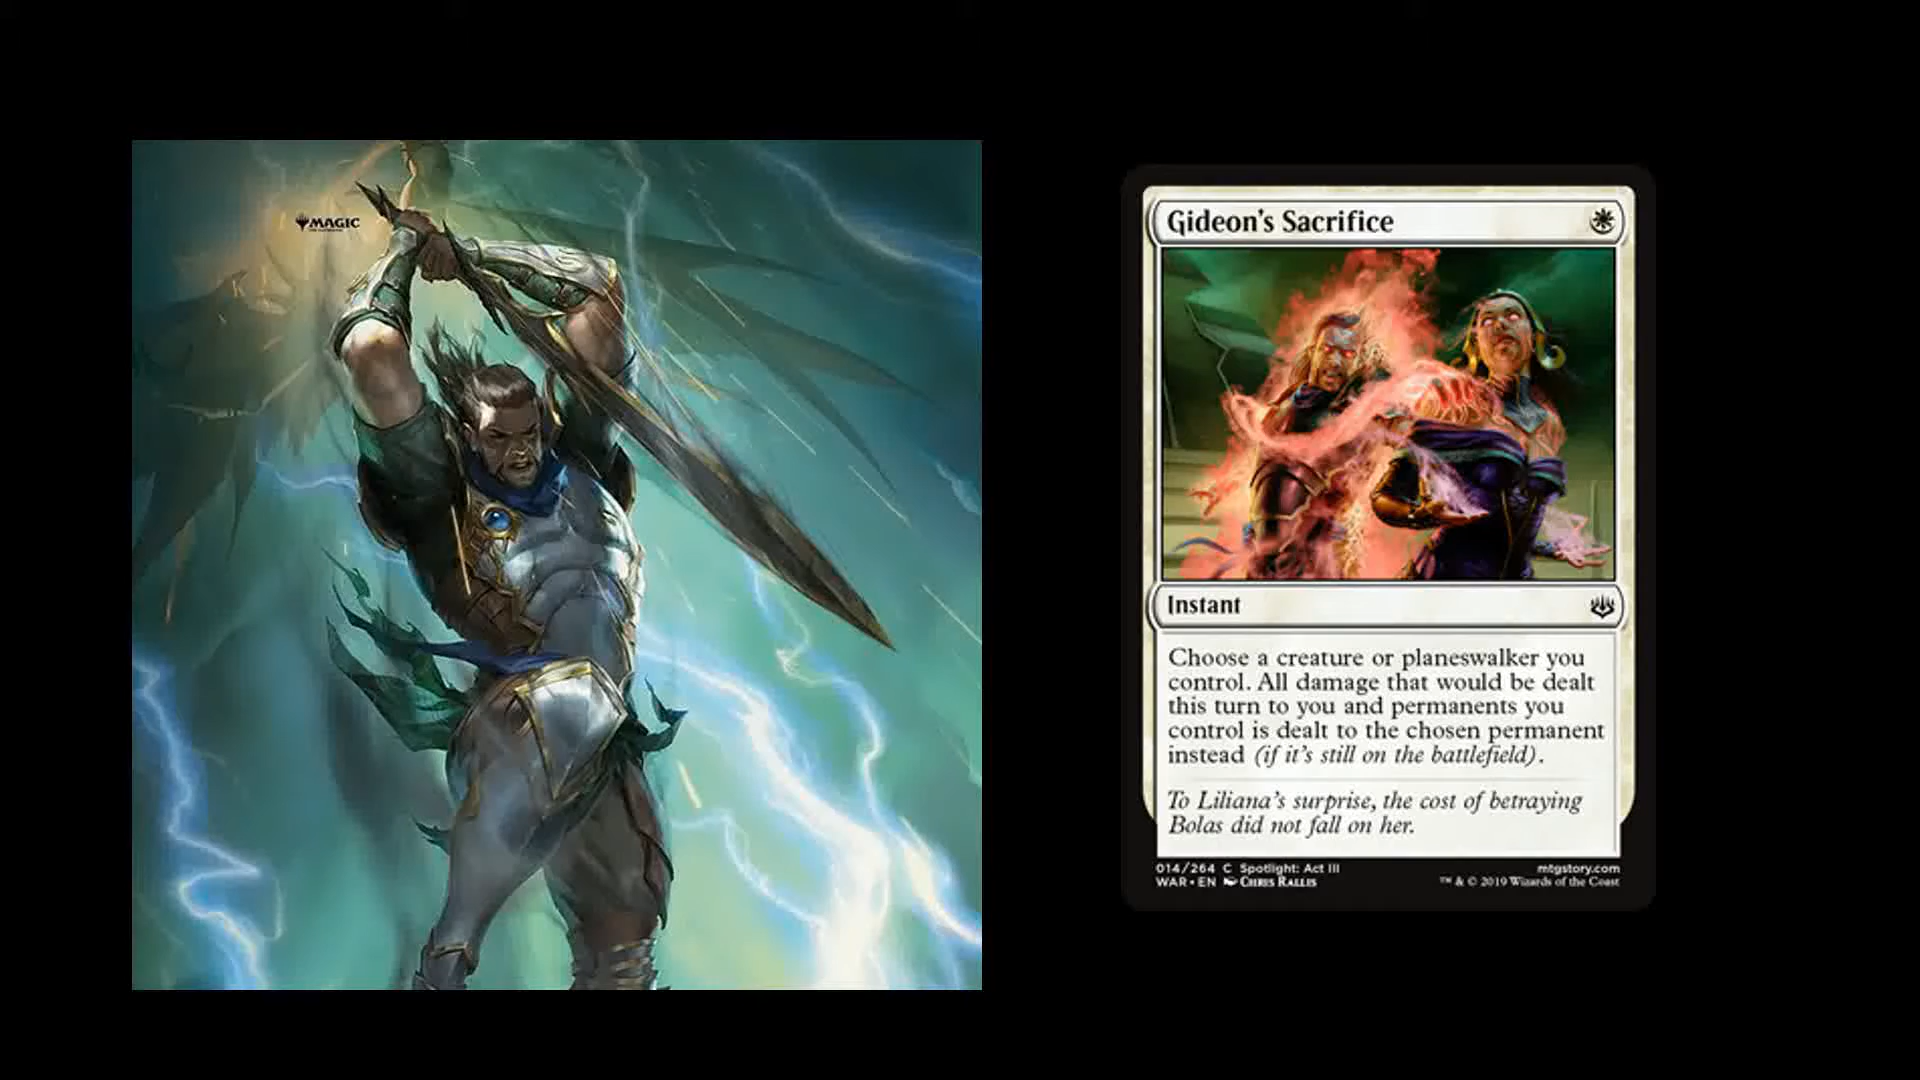 MAGIC
Gideon's Sacrifice
Instant
Choose a creature or planeswalker you
control. All damage that would be dealt
this turn to you and permanents you
control is dealt to the chosen permanent
instead (if it's still on the battlefield).
To Liliana's surprise, the cost of betraying
Bolas did not fall on her.
014/264 C Spotlight: Act III
mtgstory.com
WAR • EN Chris Rallis
™ & © 2019 Wizards of the Coast